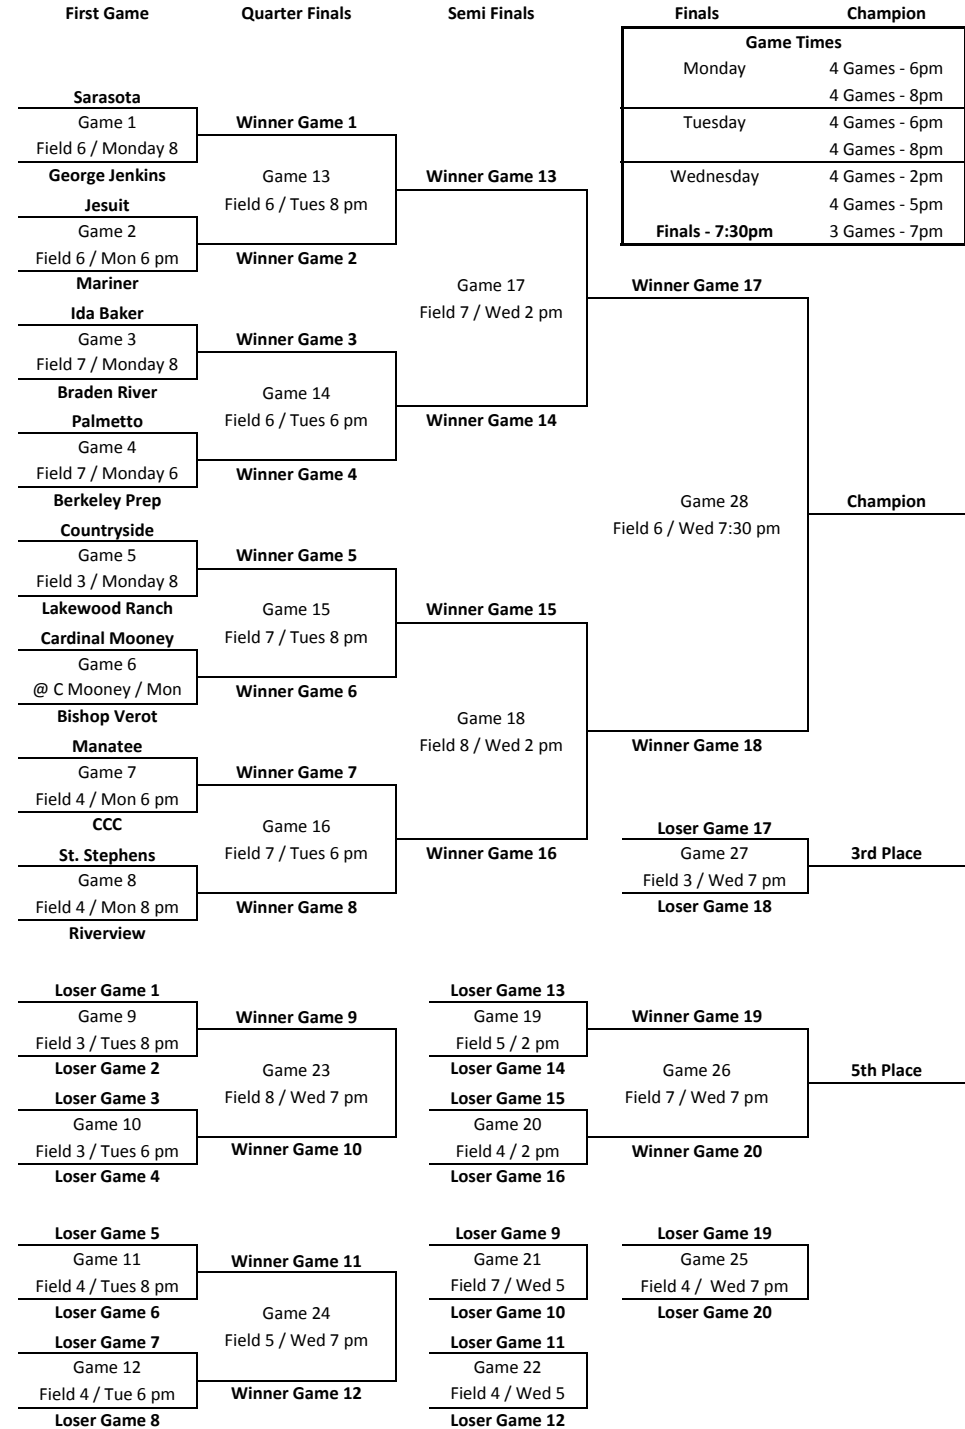 First Game Quarter Finals Semi Finals Finals Champion
Game Times
Monday 4 Games - 6pm
4 Games - 8pm
Tuesday 4 Games - 6pm
4 Games - 8pm
Wednesday 4 Games - 2pm
4 Games - 5pm
Finals - 7:30pm 3 Games - 7pm
Sarasota
Game 1
Field 6 / Monday 8
George Jenkins
Jesuit
Game 2
Field 6 / Mon 6 pm
Mariner
Ida Baker
Game 3
Field 7 / Monday 8
Braden River
Palmetto
Game 4
Field 7 / Monday 6
Berkeley Prep
Countryside
Game 5
Field 3 / Monday 8
Lakewood Ranch
Cardinal Mooney
Game 6
@ C Mooney / Mon
Bishop Verot
Manatee
Game 7
Field 4 / Mon 6 pm
CCC
St. Stephens
Game 8
Field 4 / Mon 8 pm
Riverview
Winner Game 1
Game 13
Field 6 / Tues 8 pm
Winner Game 2
Winner Game 3
Game 14
Field 6 / Tues 6 pm
Winner Game 4
Winner Game 5
Game 15
Field 7 / Tues 8 pm
Winner Game 6
Winner Game 7
Game 16
Field 7 / Tues 6 pm
Winner Game 8
Winner Game 13
Game 17
Field 7 / Wed 2 pm
Winner Game 14
Winner Game 15
Game 18
Field 8 / Wed 2 pm
Winner Game 16
Winner Game 17
Game 28
Field 6 / Wed 7:30 pm
Winner Game 18
Champion
Loser Game 17
Game 27
Field 3 / Wed 7 pm
Loser Game 18
3rd Place
Loser Game 1
Game 9
Field 3 / Tues 8 pm
Loser Game 2
Loser Game 3
Game 10
Field 3 / Tues 6 pm
Loser Game 4
Winner Game 9
Game 23
Field 8 / Wed 7 pm
Winner Game 10
Loser Game 13
Game 19
Field 5 / 2 pm
Loser Game 14
Loser Game 15
Game 20
Field 4 / 2 pm
Loser Game 16
Winner Game 19
Game 26
Field 7 / Wed 7 pm
Winner Game 20
5th Place
Loser Game 5
Game 11
Field 4 / Tues 8 pm
Loser Game 6
Loser Game 7
Game 12
Field 4 / Tue 6 pm
Loser Game 8
Winner Game 11
Game 24
Field 5 / Wed 7 pm
Winner Game 12
Loser Game 9
Game 21
Field 7 / Wed 5
Loser Game 10
Loser Game 11
Game 22
Field 4 / Wed 5
Loser Game 12
Loser Game 19
Game 25
Field 4 / Wed 7 pm
Loser Game 20